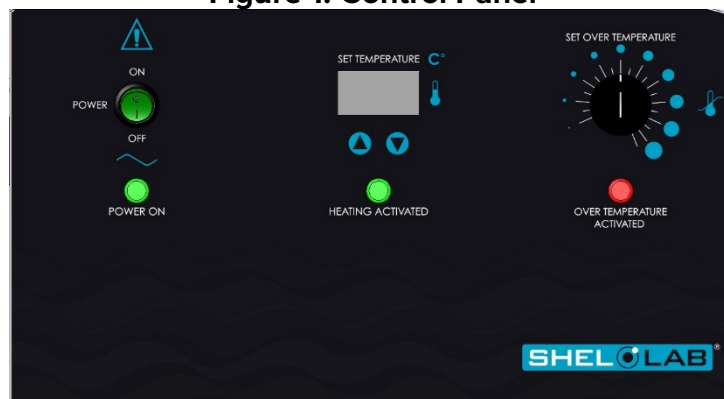 Figure 1. Control Panel
SET OVER TEMPERATURE
SET TEMPERATURE C°
ON
POWER
OFF
POWER ON
HEATING ACTIVATED
OVER TEMPERATURE
ACTIVATED
SHEL LAB®